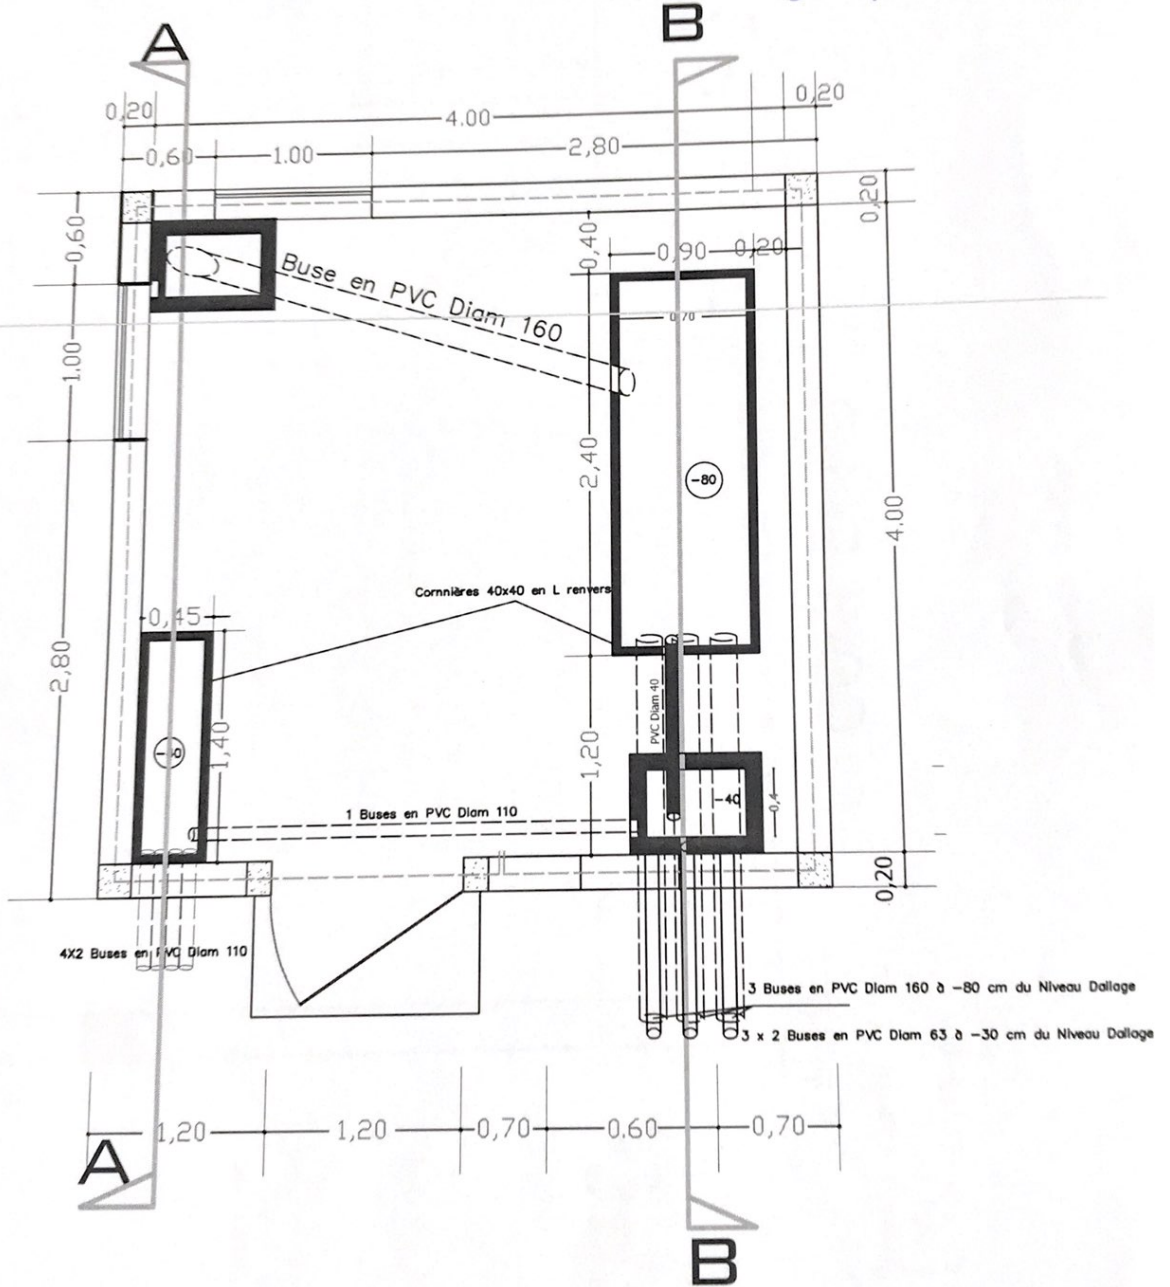 A
B
0,20
4.00
0,20
0,60
1.00
2,80
0,20
0,60
0,40
0,90
0,20
Buse en PVC Diam 160
0,70
1.00
2,40
-80
4.00
Cornnières 40x40 en L renvers
0,45
2,80
PVC Diam 40
1,40
1,20
-40
0,4
1 Buses en PVC Diam 110
0,20
4X2 Buses en PVC Diam 110
3 Buses en PVC Diam 160 à -80 cm du Niveau Dallage
3 x 2 Buses en PVC Diam 63 à -30 cm du Niveau Dallage
1,20
1,20
0,70
0.60
0,70
A
B